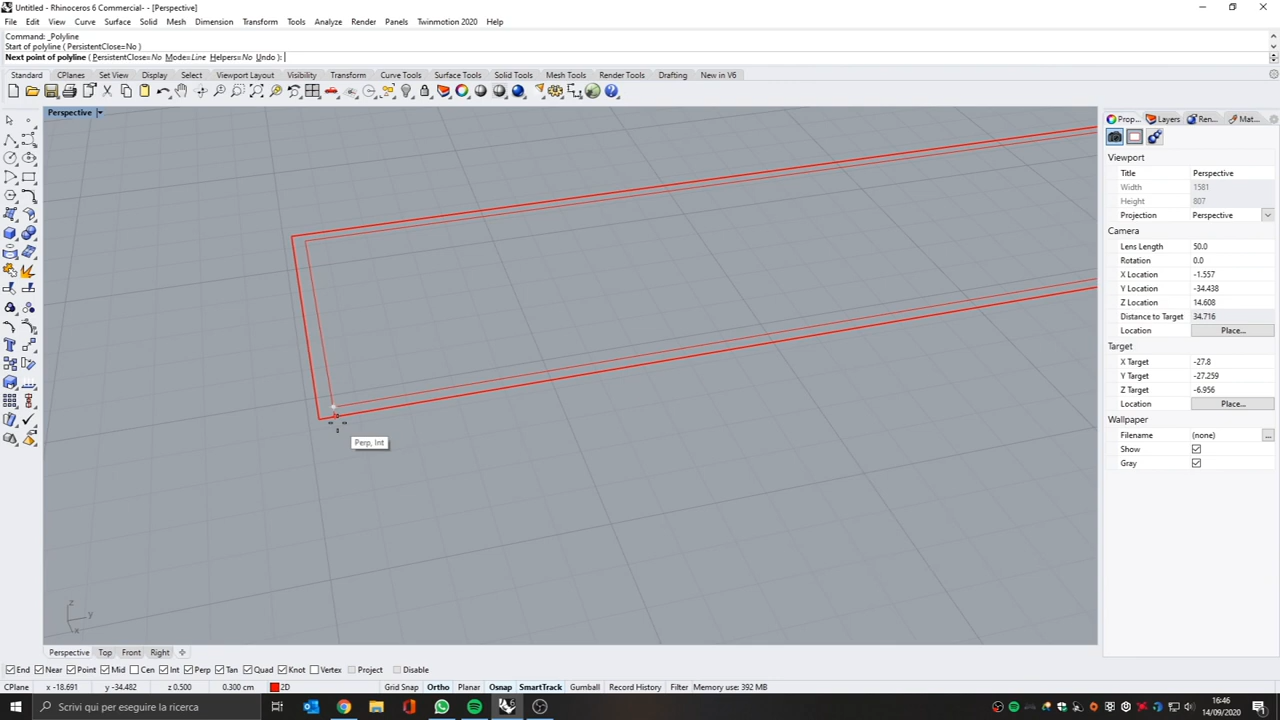 Untitled - Rhinoceros 6 Commercial- - [Perspective]
File Edit View Curve Surface Solid Mesh Dimension Transform Tools Analyze Render Panels Twinmotion 2020 Help
Command: _Polyline
Start of polyline ( PersistentClose=No )
Next point of polyline ( PersistentClose=No Mode=Line Helpers=No Undo ):
Standard CPlanes Set View Display Select Viewport Layout Visibility Transform Curve Tools Surface Tools Solid Tools Mesh Tools Render Tools Drafting New in V6
Perspective
Prop... Layers Ren... Mat...
Viewport
Title Perspective
Width 1581
Height 807
Projection Perspective
Camera
Lens Length 50.0
Rotation 0.0
X Location -1.557
Y Location -34.438
Z Location 14.608
Distance to Target 34.716
Location Place...
Target
X Target -27.8
Y Target -27.259
Z Target -6.956
Location Place...
Wallpaper
Filename (none) ...
Show
Gray
Perp, Int
z
y
x
Perspective Top Front Right
End Near Point Mid Cen Int Perp Tan Quad Knot Vertex Project Disable
CPlane x -18.691 y -34.482 z 0.500 0.300 cm 2D Grid Snap Ortho Planar Osnap SmartTrack Gumball Record History Filter Memory use: 392 MB
Scrivi qui per eseguire la ricerca
16:46
14/09/2020